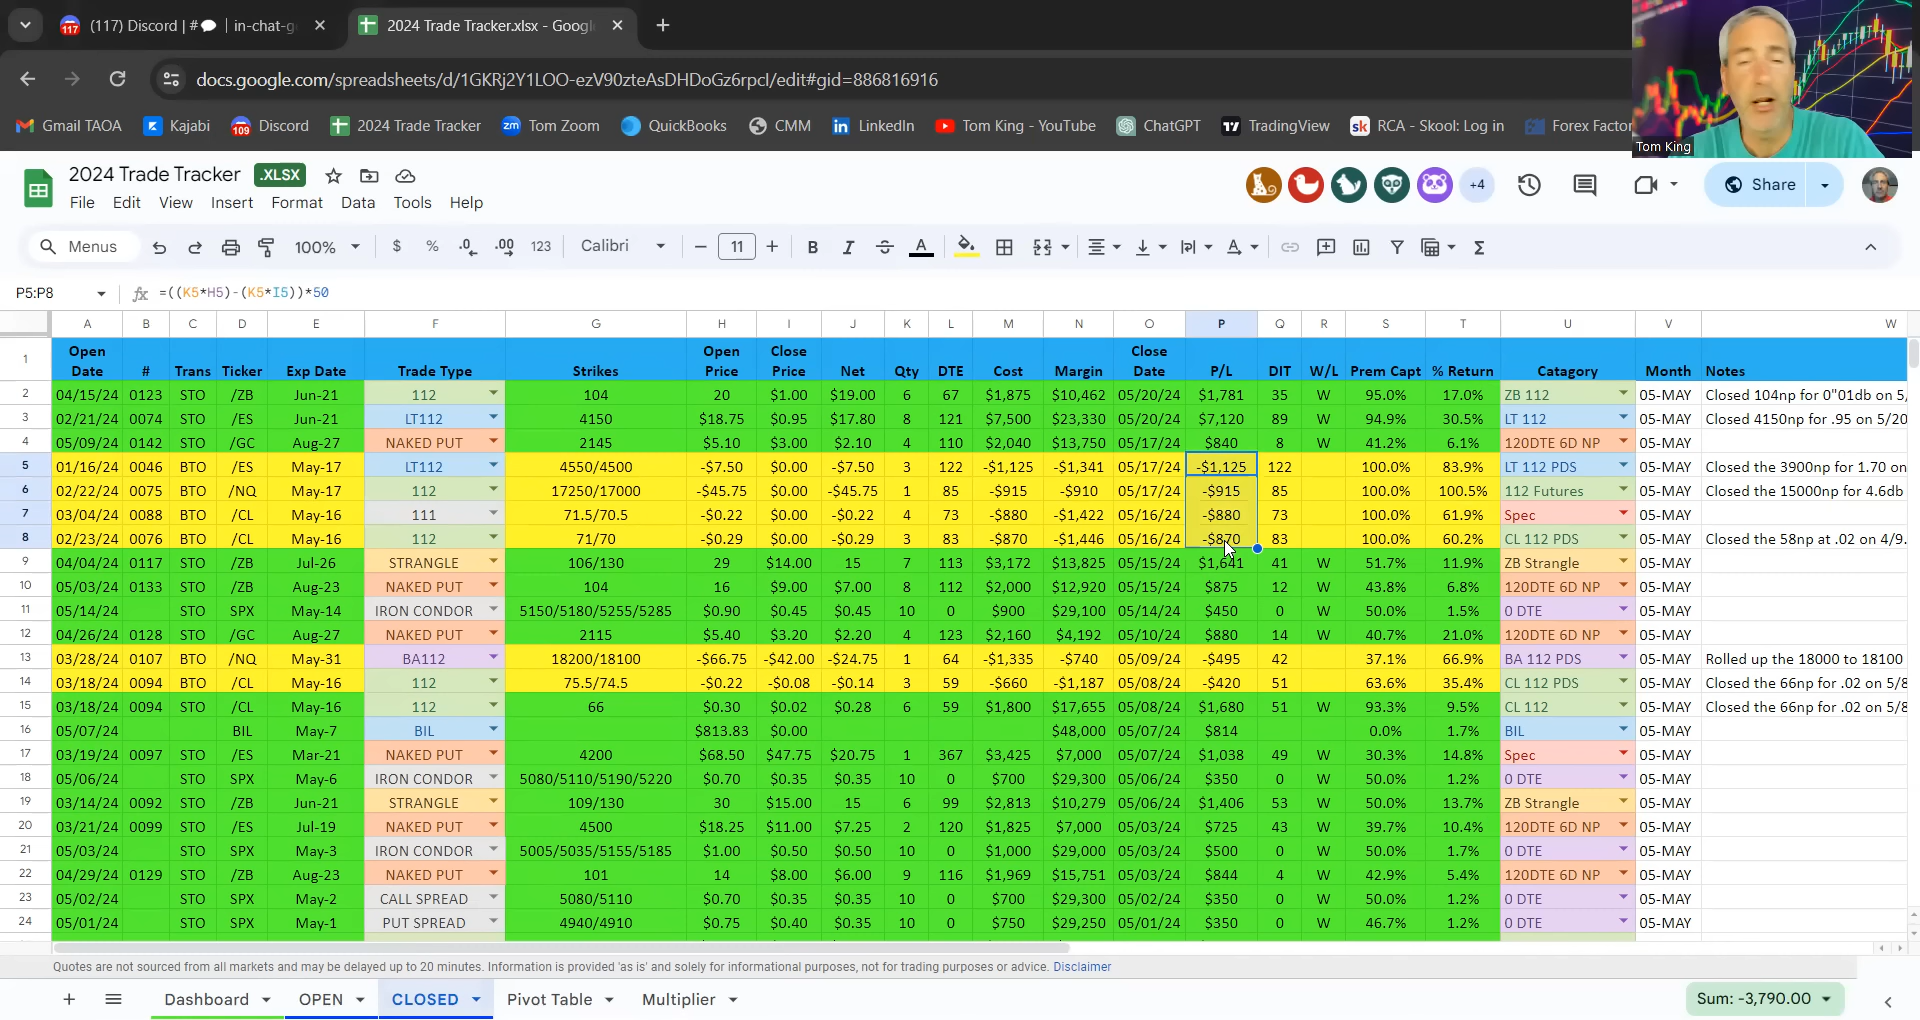 (117) Discord | # | in-chat-g
2024 Trade Tracker.xlsx - Google
docs.google.com/spreadsheets/d/1GKRj2Y1LOO-ezV90zteAsDHDoGz6rpcI/edit#gid=886816916
Gmail TAOA Kajabi Discord 2024 Trade Tracker Tom Zoom QuickBooks CMM LinkedIn Tom King - YouTube ChatGPT TradingView RCA - Skool: Log in Forex Factor
Tom King
2024 Trade Tracker .XLSX
+4 Share
File Edit View Insert Format Data Tools Help
Menus 100% $ % .0 .00 123 Calibri 11 B I A
P5:P8 =((K5*H5)-(K5*I5))*50
A B C D E F G H I J K L M N O P Q R S T U V W
1 Open Date # Trans Ticker Exp Date Trade Type Strikes Open Price Close Price Net Qty DTE Cost Margin Close Date P/L DIT W/L Prem Capt % Return Catagory Month Notes
2 04/15/24 0123 STO /ZB Jun-21 112 104 20 $1.00 $19.00 6 67 $1,875 $10,462 05/20/24 $1,781 35 W 95.0% 17.0% ZB 112 05-MAY Closed 104np for 0"01db on 5/
3 02/21/24 0074 STO /ES Jun-21 LT112 4150 $18.75 $0.95 $17.80 8 121 $7,500 $23,330 05/20/24 $7,120 89 W 94.9% 30.5% LT 112 05-MAY Closed 4150np for .95 on 5/20
4 05/09/24 0142 STO /GC Aug-27 NAKED PUT 2145 $5.10 $3.00 $2.10 4 110 $2,040 $13,750 05/17/24 $840 8 W 41.2% 6.1% 120DTE 6D NP 05-MAY
5 01/16/24 0046 BTO /ES May-17 LT112 4550/4500 -$7.50 $0.00 -$7.50 3 122 -$1,125 -$1,341 05/17/24 -$1,125 122 100.0% 83.9% LT 112 PDS 05-MAY Closed the 3900np for 1.70 on
6 02/22/24 0075 BTO /NQ May-17 112 17250/17000 -$45.75 $0.00 -$45.75 1 85 -$915 -$910 05/17/24 -$915 85 100.0% 100.5% 112 Futures 05-MAY Closed the 15000np for 4.6db
7 03/04/24 0088 BTO /CL May-16 111 71.5/70.5 -$0.22 $0.00 -$0.22 4 73 -$880 -$1,422 05/16/24 -$880 73 100.0% 61.9% Spec 05-MAY
8 02/23/24 0076 BTO /CL May-16 112 71/70 -$0.29 $0.00 -$0.29 3 83 -$870 -$1,446 05/16/24 -$870 83 100.0% 60.2% CL 112 PDS 05-MAY Closed the 58np at .02 on 4/9.
9 04/04/24 0117 STO /ZB Jul-26 STRANGLE 106/130 29 $14.00 15 7 113 $3,172 $13,825 05/15/24 $1,641 41 W 51.7% 11.9% ZB Strangle 05-MAY
10 05/03/24 0133 STO /ZB Aug-23 NAKED PUT 104 16 $9.00 $7.00 8 112 $2,000 $12,920 05/15/24 $875 12 W 43.8% 6.8% 120DTE 6D NP 05-MAY
11 05/14/24 STO SPX May-14 IRON CONDOR 5150/5180/5255/5285 $0.90 $0.45 $0.45 10 0 $900 $29,100 05/14/24 $450 0 W 50.0% 1.5% 0 DTE 05-MAY
12 04/26/24 0128 STO /GC Aug-27 NAKED PUT 2115 $5.40 $3.20 $2.20 4 123 $2,160 $4,192 05/10/24 $880 14 W 40.7% 21.0% 120DTE 6D NP 05-MAY
13 03/28/24 0107 BTO /NQ May-31 BA112 18200/18100 -$66.75 -$42.00 -$24.75 1 64 -$1,335 -$740 05/09/24 -$495 42 37.1% 66.9% BA 112 PDS 05-MAY Rolled up the 18000 to 18100
14 03/18/24 0094 BTO /CL May-16 112 75.5/74.5 -$0.22 -$0.08 -$0.14 3 59 -$660 -$1,187 05/08/24 -$420 51 63.6% 35.4% CL 112 PDS 05-MAY Closed the 66np for .02 on 5/8
15 03/18/24 0094 STO /CL May-16 112 66 $0.30 $0.02 $0.28 6 59 $1,800 $17,655 05/08/24 $1,680 51 W 93.3% 9.5% CL 112 05-MAY Closed the 66np for .02 on 5/8
16 05/07/24 BIL May-7 BIL $813.83 $0.00 $48,000 05/07/24 $814 0.0% 1.7% BIL 05-MAY
17 03/19/24 0097 STO /ES Mar-21 NAKED PUT 4200 $68.50 $47.75 $20.75 1 367 $3,425 $7,000 05/07/24 $1,038 49 W 30.3% 14.8% Spec 05-MAY
18 05/06/24 STO SPX May-6 IRON CONDOR 5080/5110/5190/5220 $0.70 $0.35 $0.35 10 0 $700 $29,300 05/06/24 $350 0 W 50.0% 1.2% 0 DTE 05-MAY
19 03/14/24 0092 STO /ZB Jun-21 STRANGLE 109/130 30 $15.00 15 6 99 $2,813 $10,279 05/06/24 $1,406 53 W 50.0% 13.7% ZB Strangle 05-MAY
20 03/21/24 0099 STO /ES Jul-19 NAKED PUT 4500 $18.25 $11.00 $7.25 2 120 $1,825 $7,000 05/03/24 $725 43 W 39.7% 10.4% 120DTE 6D NP 05-MAY
21 05/03/24 STO SPX May-3 IRON CONDOR 5005/5035/5155/5185 $1.00 $0.50 $0.50 10 0 $1,000 $29,000 05/03/24 $500 0 W 50.0% 1.7% 0 DTE 05-MAY
22 04/29/24 0129 STO /ZB Aug-23 NAKED PUT 101 14 $8.00 $6.00 9 116 $1,969 $15,751 05/03/24 $844 4 W 42.9% 5.4% 120DTE 6D NP 05-MAY
23 05/02/24 STO SPX May-2 CALL SPREAD 5080/5110 $0.70 $0.35 $0.35 10 0 $700 $29,300 05/02/24 $350 0 W 50.0% 1.2% 0 DTE 05-MAY
24 05/01/24 STO SPX May-1 PUT SPREAD 4940/4910 $0.75 $0.40 $0.35 10 0 $750 $29,250 05/01/24 $350 0 W 46.7% 1.2% 0 DTE 05-MAY
Quotes are not sourced from all markets and may be delayed up to 20 minutes. Information is provided 'as is' and solely for informational purposes, not for trading purposes or advice. Disclaimer
Dashboard OPEN CLOSED Pivot Table Multiplier Sum: -3,790.00